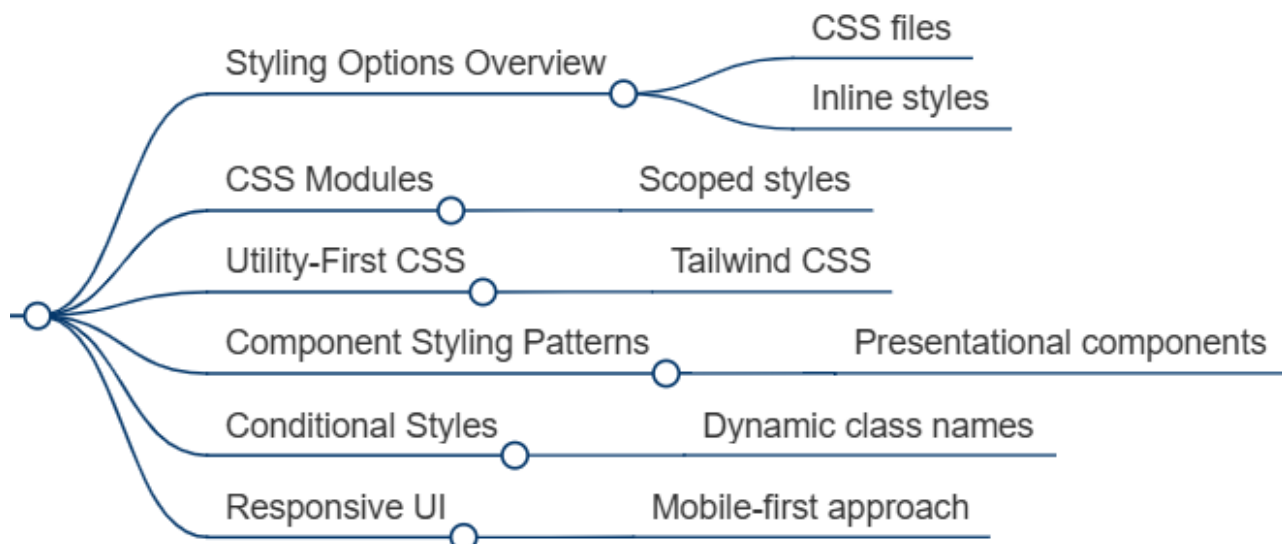 Styling Options Overview
CSS files
Inline styles
CSS Modules
Scoped styles
Utility-First CSS
Tailwind CSS
Component Styling Patterns
Presentational components
Conditional Styles
Dynamic class names
Responsive UI
Mobile-first approach